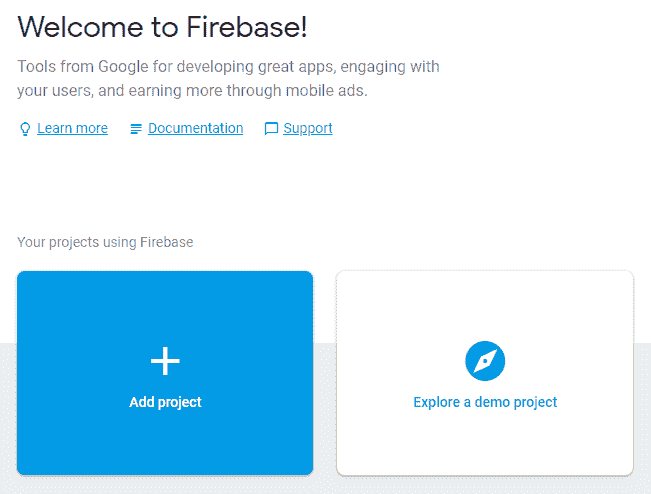 Welcome to Firebase!
Tools from Google for developing great apps, engaging with
your users, and earning more through mobile ads.
Learn more Documentation Support
Your projects using Firebase
Add project Explore a demo project